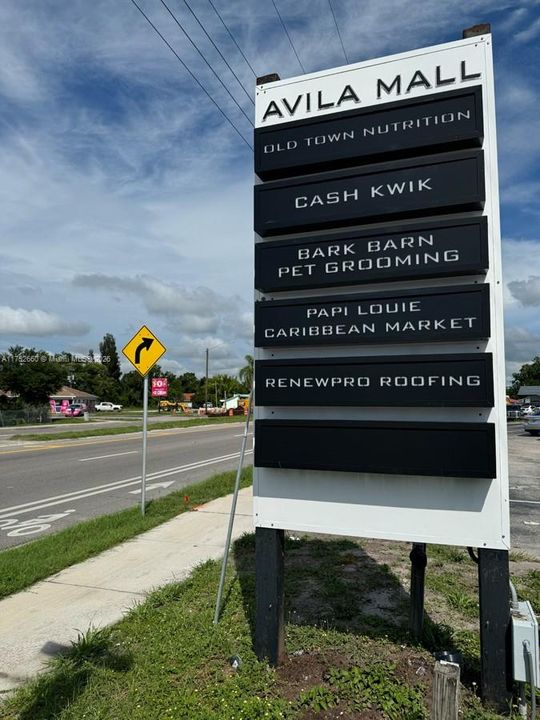 AVILA MALL
OLD TOWN NUTRITION
CASH KWIK
BARK BARN
PET GROOMING
PAPI LOUIE
CARIBBEAN MARKET
RENEWPRO ROOFING